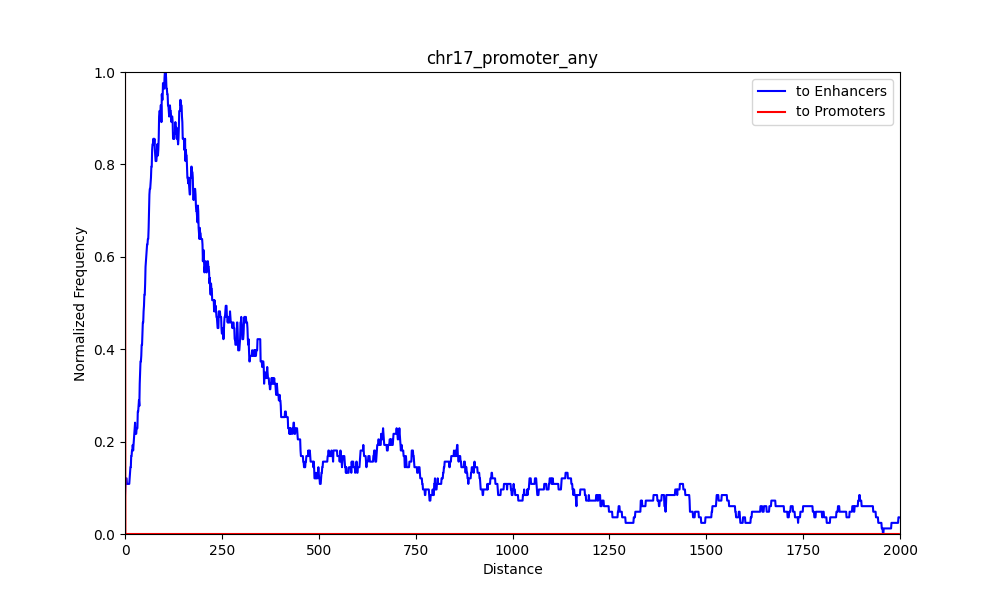 chr17_promoter_any
to Enhancers
to Promoters
1.0
0.8
0.6
0.4
0.2
0.0
Normalized Frequency
0 250 500 750 1000 1250 1500 1750 2000
Distance